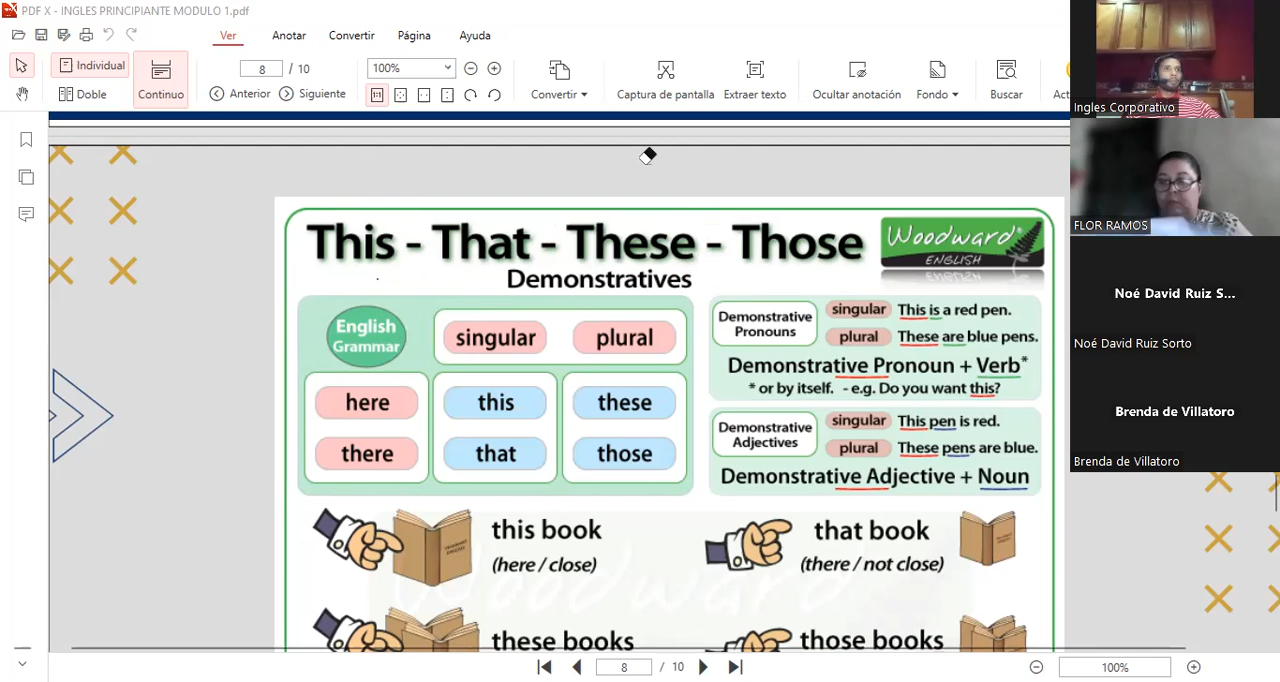 PDF X - INGLES PRINCIPIANTE MODULO 1.pdf
Ver Anotar Convertir Página Ayuda
Individual
Doble
Continuo
8 / 10
Anterior Siguiente
100%
Convertir
Captura de pantalla
Extraer texto
Ocultar anotación
Fondo
Buscar
Act
Ingles Corporativo
FLOR RAMOS
Noé David Ruiz S...
Noé David Ruiz Sorto
Brenda de Villatoro
Brenda de Villatoro
This - That - These - Those
Demonstratives
Woodward®
ENGLISH
English
Grammar
singular plural
here this these
there that those
Demonstrative
Pronouns
singular This is a red pen.
plural These are blue pens.
Demonstrative Pronoun + Verb*
* or by itself. - e.g. Do you want this?
Demonstrative
Adjectives
singular This pen is red.
plural These pens are blue.
Demonstrative Adjective + Noun
this book
(here / close)
that book
(there / not close)
these books
those books
Woodward
8 / 10
100%